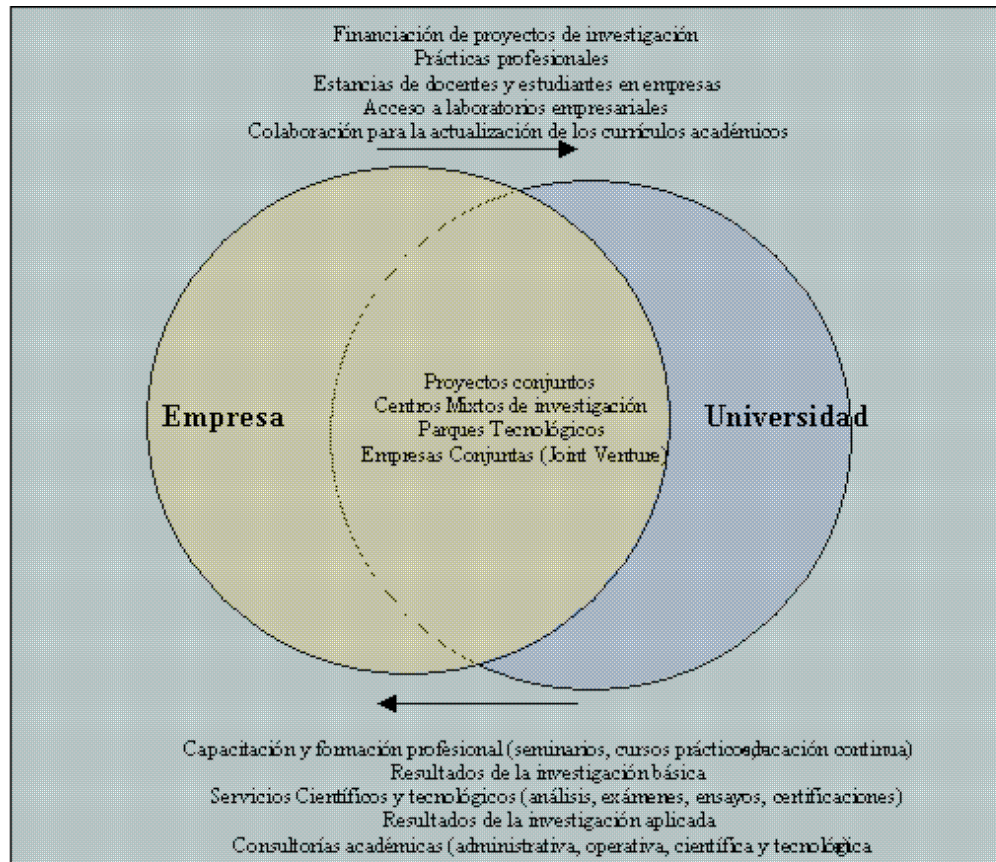 Financiación de proyectos de investigación
Prácticas profesionales
Estancias de docentes y estudiantes en empresas
Acceso a laboratorios empresariales
Colaboración para la actualización de los currículos académicos
Proyectos conjuntos
Centros Mixtos de investigación
Parques Tecnológicos
Empresas Conjuntas (Joint Venture)
Empresa
Universidad
Capacitación y formación profesional (seminarios, cursos prácticos, educación continua)
Resultados de la investigación básica
Servicios Científicos y tecnológicos (análisis, exámenes, ensayos, certificaciones)
Resultados de la investigación aplicada
Consultorías académicas (administrativa, operativa, científica y tecnológica)